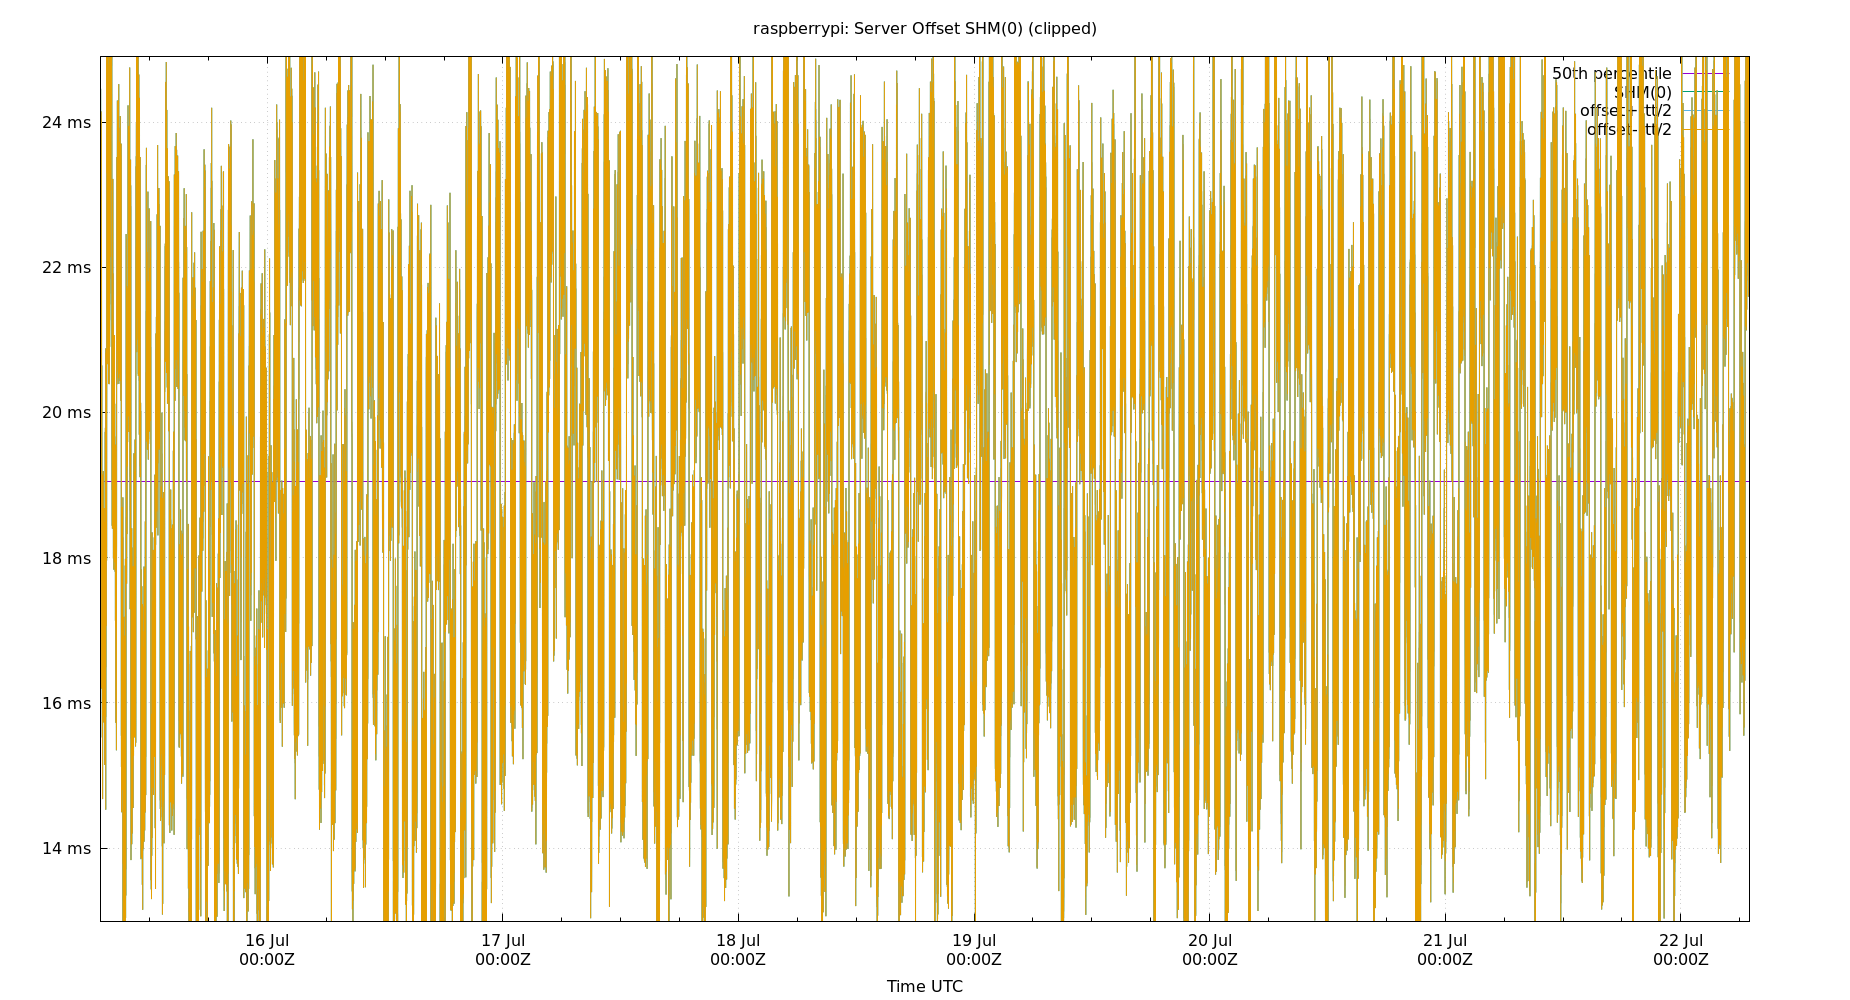 raspberrypi: Server Offset SHM(0) (clipped)
50th percentile
SHM(0)
offset+rtt/2
offset-rtt/2
24 ms
22 ms
20 ms
18 ms
16 ms
14 ms
16 Jul
00:00Z
17 Jul
00:00Z
18 Jul
00:00Z
19 Jul
00:00Z
20 Jul
00:00Z
21 Jul
00:00Z
22 Jul
00:00Z
Time UTC